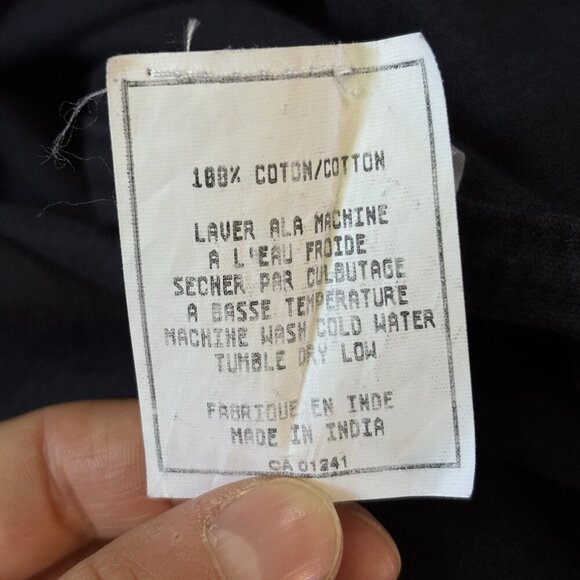 100% COTON/COTTON
LAVER ALA MACHINE
A L'EAU FROIDE
SECHER PAR CULBUTAGE
A BASSE TEMPERATURE
MACHINE WASH COLD WATER
TUMBLE DRY LOW
FABRIQUE EN INDE
MADE IN INDIA
CA 01241